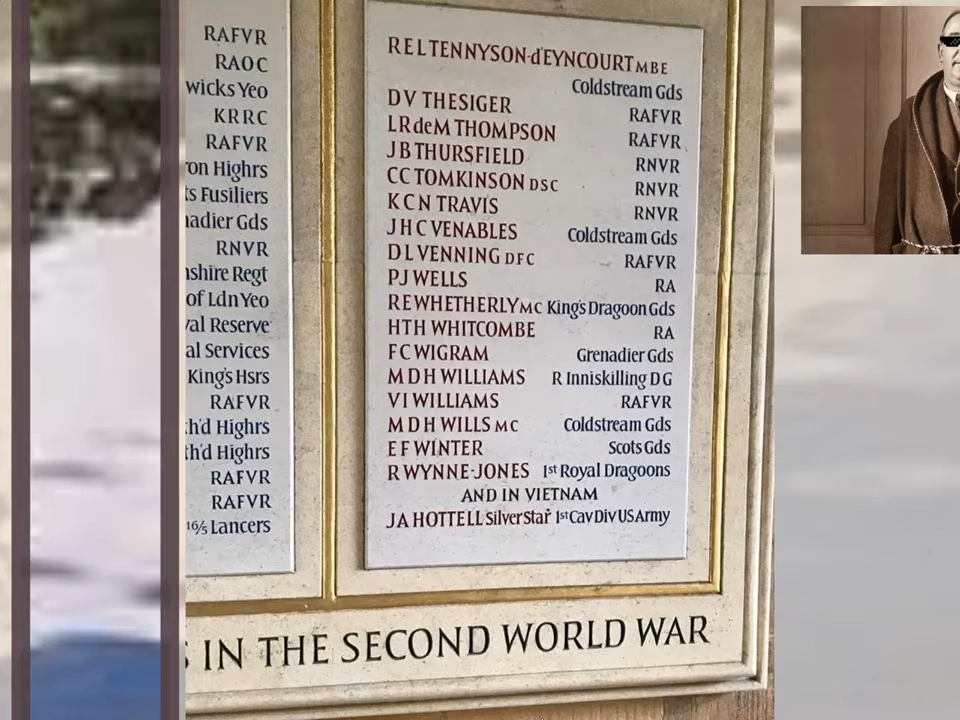 RAFVR
RAOC
wicks Yeo
KRRC
RAFVR
on Highrs
s Fusiliers
nadier Gds
RNVR
shire Regt
of Ldn Yeo
al Reserve
al Services
King's Hsrs
RAFVR
h'd Highrs
th'd Highrs
RAFVR
RAFVR
16/5 Lancers
R E L TENNYSON-d'EYNCOURT MBE
Coldstream Gds
D V THESIGER RAFVR
L R deM THOMPSON RAFVR
J B THURSFIELD RNVR
C C TOMKINSON DSC RNVR
K C N TRAVIS RNVR
J H C VENABLES Coldstream Gds
D L VENNING DFC RAFVR
P J WELLS RA
R E WHETHERLY MC King's Dragoon Gds
H T H WHITCOMBE RA
F C WIGRAM Grenadier Gds
M D H WILLIAMS R Inniskilling D G
V I WILLIAMS RAFVR
M D H WILLS MC Coldstream Gds
E F WINTER Scots Gds
R WYNNE-JONES 1st Royal Dragoons
AND IN VIETNAM
J A HOTTELL Silver Star 1st Cav Div US Army
IN THE SECOND WORLD WAR